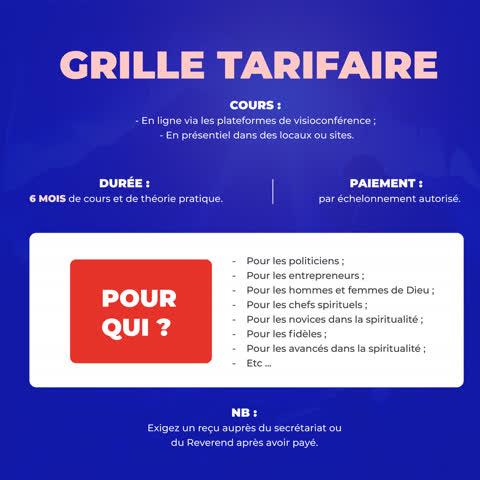 GRILLE TARIFAIRE
COURS :
- En ligne via les plateformes de visioconférence ;
- En présentiel dans des locaux ou sites.
DURÉE :
6 MOIS de cours et de théorie pratique.
PAIEMENT :
par échelonnement autorisé.
POUR
QUI ?
- Pour les politiciens ;
- Pour les entrepreneurs ;
- Pour les hommes et femmes de Dieu ;
- Pour les chefs spirituels ;
- Pour les novices dans la spiritualité ;
- Pour les fidèles ;
- Pour les avancés dans la spiritualité ;
- Etc ...
NB :
Exigez un reçu auprès du secrétariat ou
du Reverend après avoir payé.